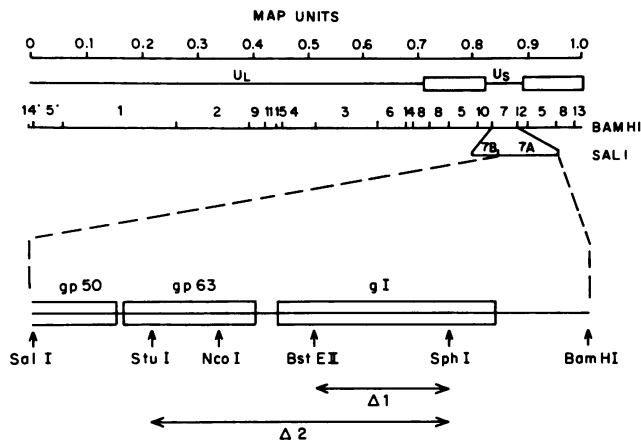 MAP UNITS
0 0.1 0.2 0.3 0.4 0.5 0.6 0.7 0.8 0.9 1.0
UL US
14' 5' 1 2 9 11 15 4 3 6 14 8 8 5 10 7 12 5 8 13
BAMHI
7B 7A SAL I
gp 50 gp 63 g I
Sal I Stu I Nco I Bst E II Sph I Bam HI
Δ 1
Δ 2